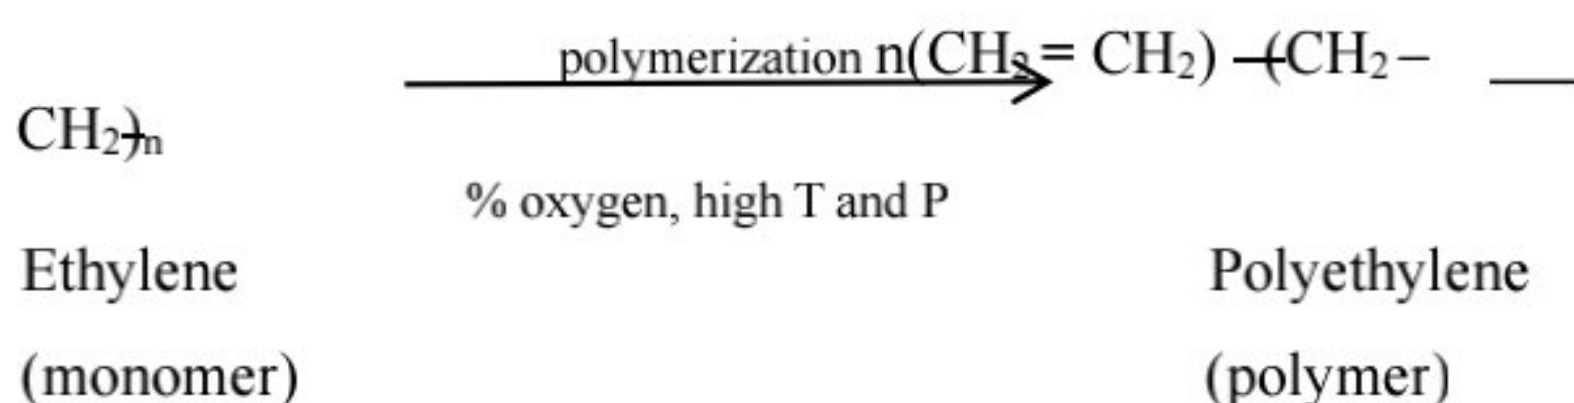 polymerization n(CH₂ = CH₂) –(CH₂ –
CH₂)n
% oxygen, high T and P
Ethylene Polyethylene
(monomer) (polymer)